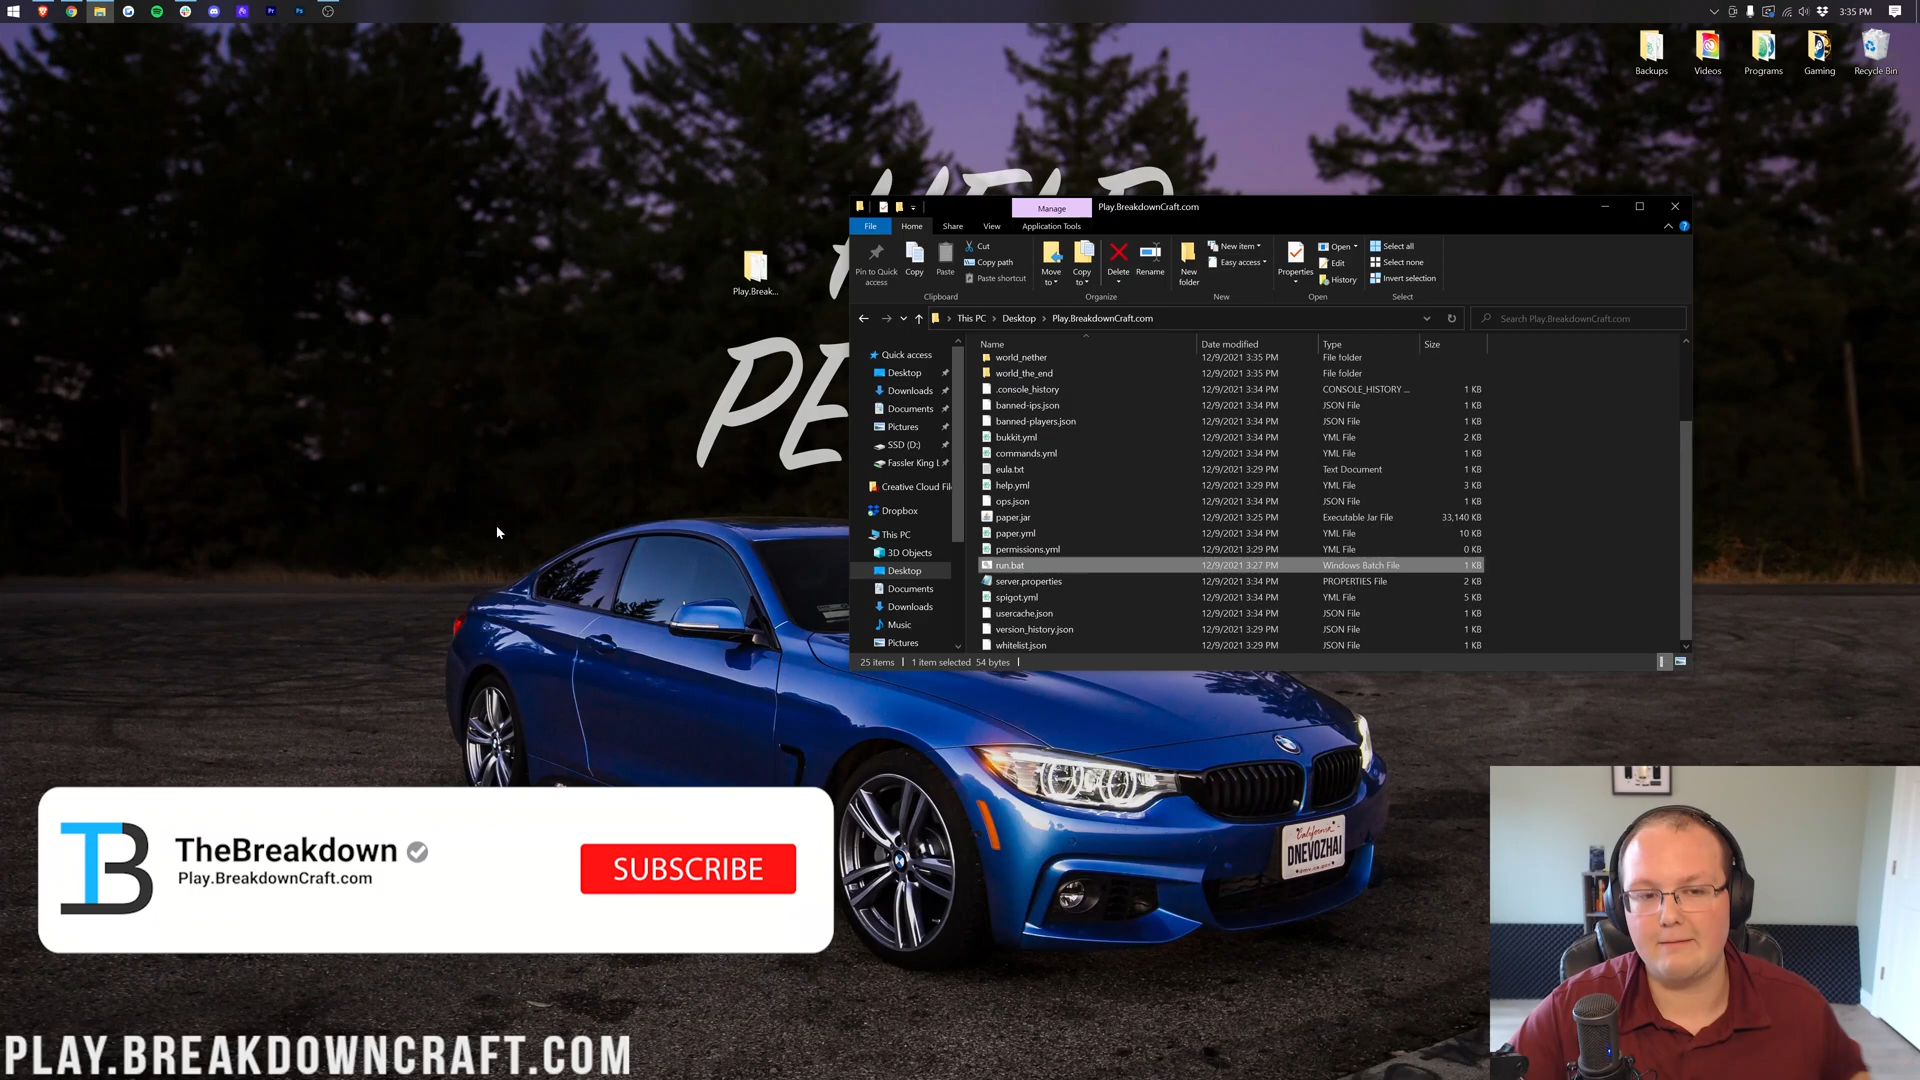 3:35 PM
Backups
Videos
Programs
Gaming
Recycle Bin
Play.Break...
Manage
Play.BreakdownCraft.com
File
Home
Share
View
Application Tools
Pin to Quick access
Copy
Paste
Cut
Copy path
Paste shortcut
Clipboard
Move to
Copy to
Delete
Rename
Organize
New folder
New item
Easy access
New
Properties
Open
Edit
History
Open
Select all
Select none
Invert selection
Select
This PC > Desktop > Play.BreakdownCraft.com
Search Play.BreakdownCraft.com
Quick access
Desktop
Downloads
Documents
Pictures
SSD (D:)
Fassler King
Creative Cloud Fil
Dropbox
This PC
3D Objects
Desktop
Documents
Downloads
Music
Pictures
Name Date modified Type Size
world_nether 12/9/2021 3:35 PM File folder
world_the_end 12/9/2021 3:35 PM File folder
.console_history 12/9/2021 3:34 PM CONSOLE_HISTORY ... 1 KB
banned-ips.json 12/9/2021 3:34 PM JSON File 1 KB
banned-players.json 12/9/2021 3:34 PM JSON File 1 KB
bukkit.yml 12/9/2021 3:34 PM YML File 2 KB
commands.yml 12/9/2021 3:34 PM YML File 1 KB
eula.txt 12/9/2021 3:29 PM Text Document 1 KB
help.yml 12/9/2021 3:29 PM YML File 3 KB
ops.json 12/9/2021 3:34 PM JSON File 1 KB
paper.jar 12/9/2021 3:25 PM Executable Jar File 33,140 KB
paper.yml 12/9/2021 3:34 PM YML File 10 KB
permissions.yml 12/9/2021 3:29 PM YML File 0 KB
run.bat 12/9/2021 3:27 PM Windows Batch File 1 KB
server.properties 12/9/2021 3:34 PM PROPERTIES File 2 KB
spigot.yml 12/9/2021 3:34 PM YML File 5 KB
usercache.json 12/9/2021 3:34 PM JSON File 1 KB
version_history.json 12/9/2021 3:29 PM JSON File 1 KB
whitelist.json 12/9/2021 3:29 PM JSON File 1 KB
25 items 1 item selected 54 bytes
California
DNEVOZHAI
TB
TheBreakdown
Play.BreakdownCraft.com
SUBSCRIBE
PLAY.BREAKDOWNCRAFT.COM